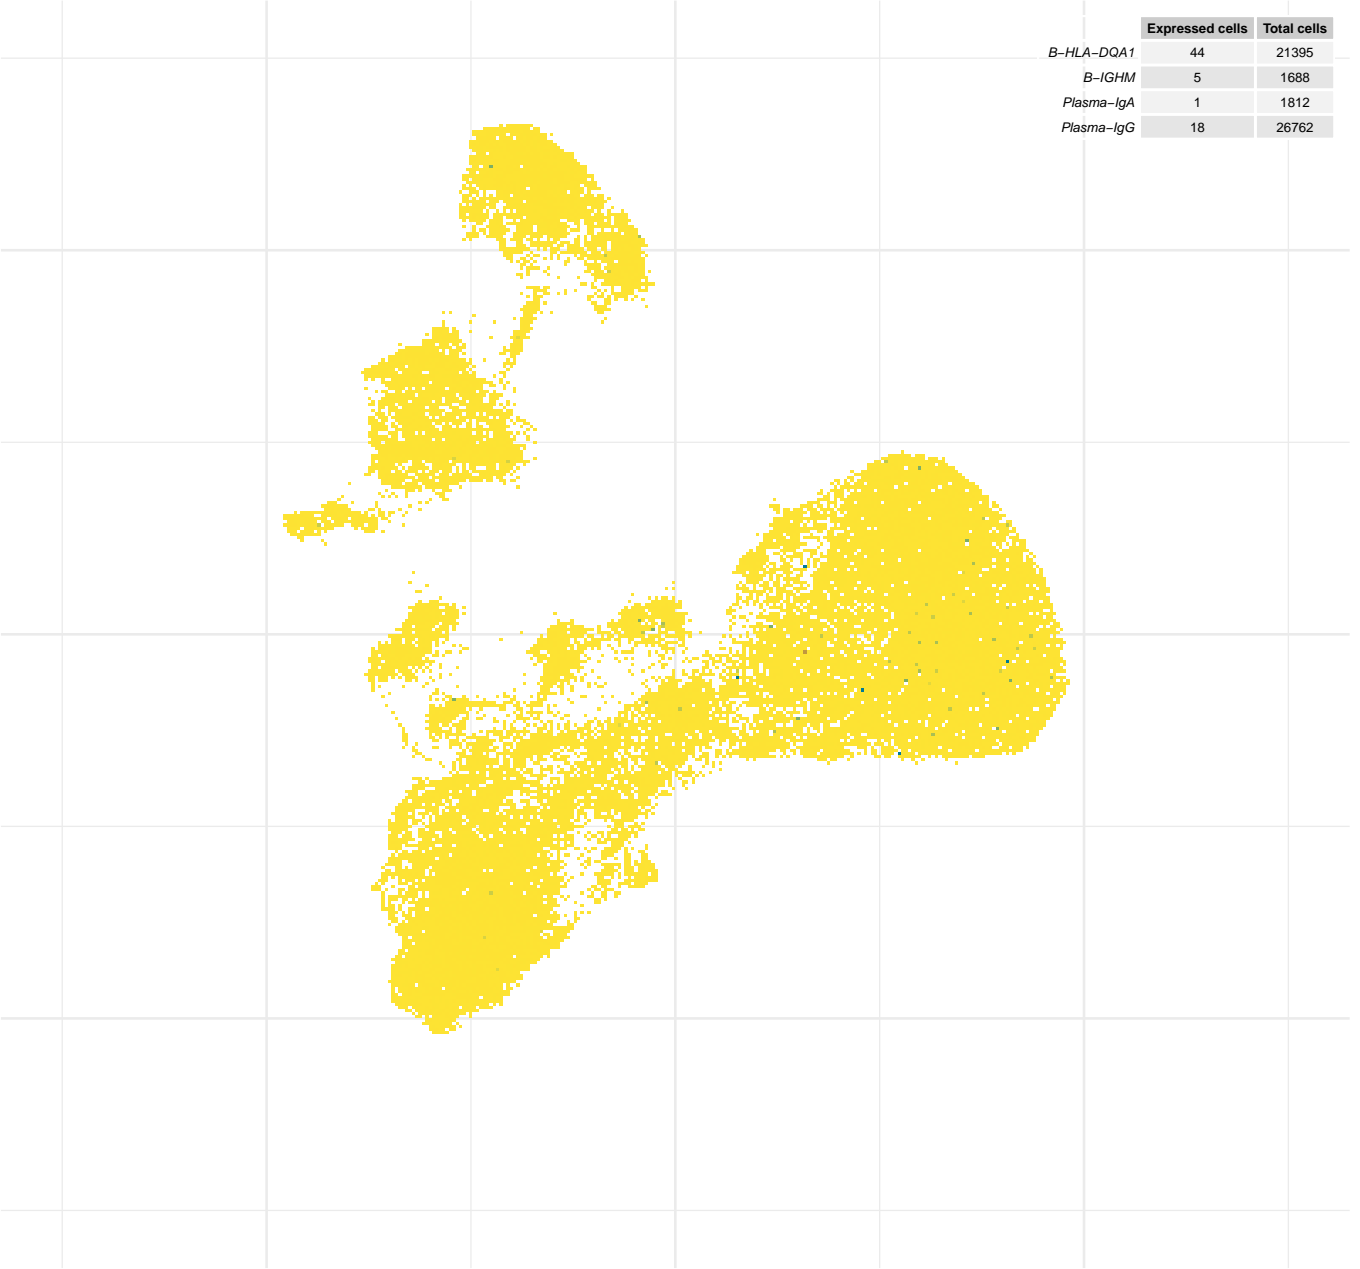 Expressed cells Total cells
B−HLA−DQA1 44 21395
B−IGHM 5 1688
Plasma−IgA 1 1812
Plasma−IgG 18 26762